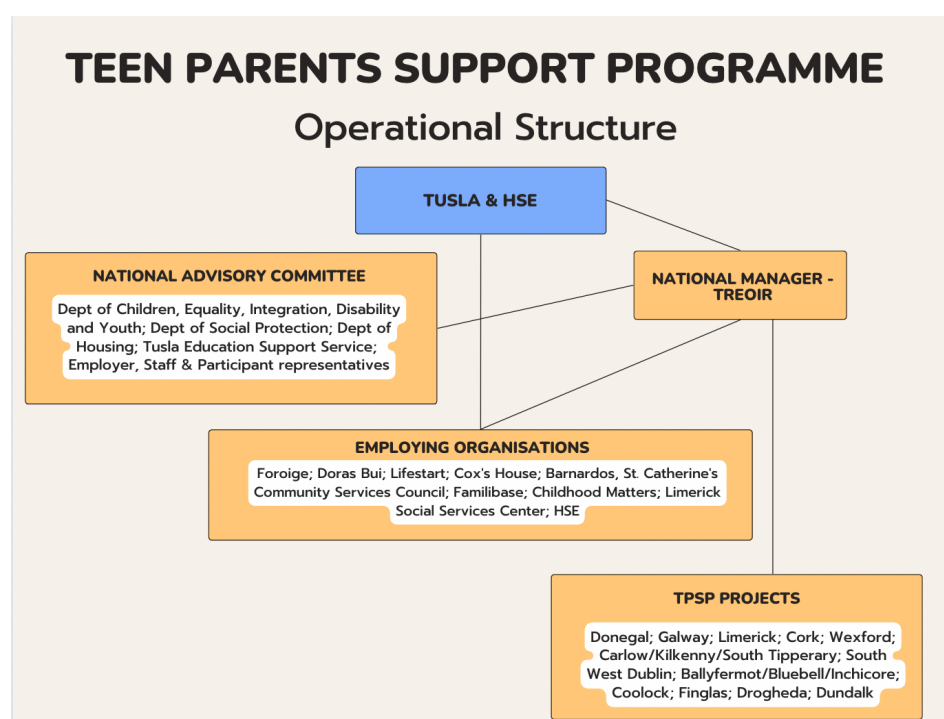 TEEN PARENTS SUPPORT PROGRAMME
Operational Structure
TUSLA & HSE
NATIONAL ADVISORY COMMITTEE
Dept of Children, Equality, Integration, Disability
and Youth; Dept of Social Protection; Dept of
Housing; Tusla Education Support Service;
Employer, Staff & Participant representatives
NATIONAL MANAGER -
TREOIR
EMPLOYING ORGANISATIONS
Foroige; Doras Bui; Lifestart; Cox's House; Barnardos, St. Catherine's
Community Services Council; Familibase; Childhood Matters; Limerick
Social Services Center; HSE
TPSP PROJECTS
Donegal; Galway; Limerick; Cork; Wexford;
Carlow/Kilkenny/South Tipperary; South
West Dublin; Ballyfermot/Bluebell/Inchicore;
Coolock; Finglas; Drogheda; Dundalk